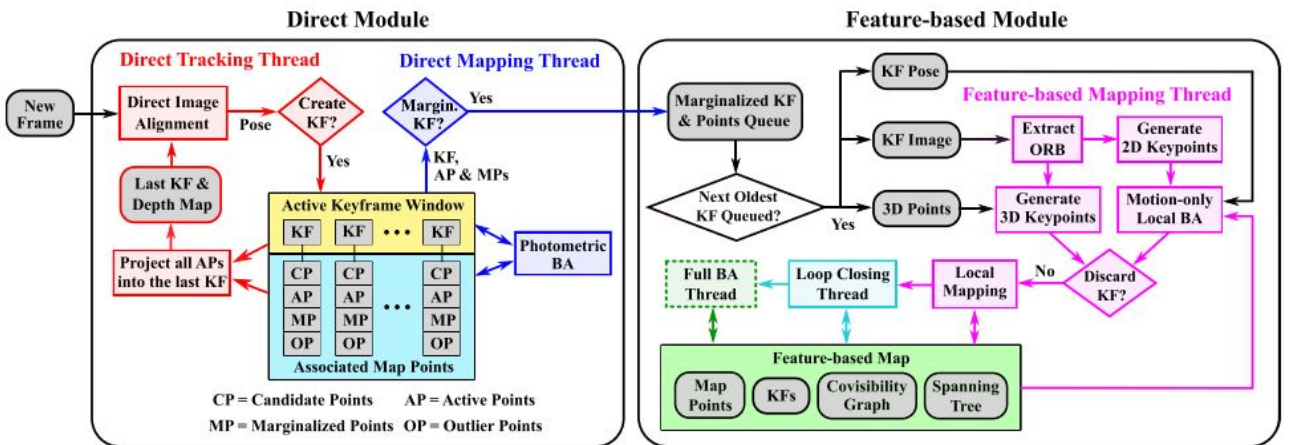 Direct Module
Feature-based Module
Direct Tracking Thread
Direct Mapping Thread
New
Frame
Direct Image
Alignment
Pose
Create
KF?
Yes
Margin.
KF?
Yes
KF,
AP & MPs
Last KF &
Depth Map
Project all APs
into the last KF
Active Keyframe Window
KF KF KF
CP CP CP
AP AP AP
MP MP MP
OP OP OP
Associated Map Points
Photometric
BA
CP = Candidate Points AP = Active Points
MP = Marginalized Points OP = Outlier Points
Marginalized KF
& Points Queue
Next Oldest
KF Queued?
Yes
KF Pose
KF Image
3D Points
Feature-based Mapping Thread
Extract
ORB
Generate
2D Keypoints
Generate
3D Keypoints
Motion-only
Local BA
Discard
KF?
No
Local
Mapping
Loop Closing
Thread
Full BA
Thread
Feature-based Map
Map
Points
KFs
Covisibility
Graph
Spanning
Tree